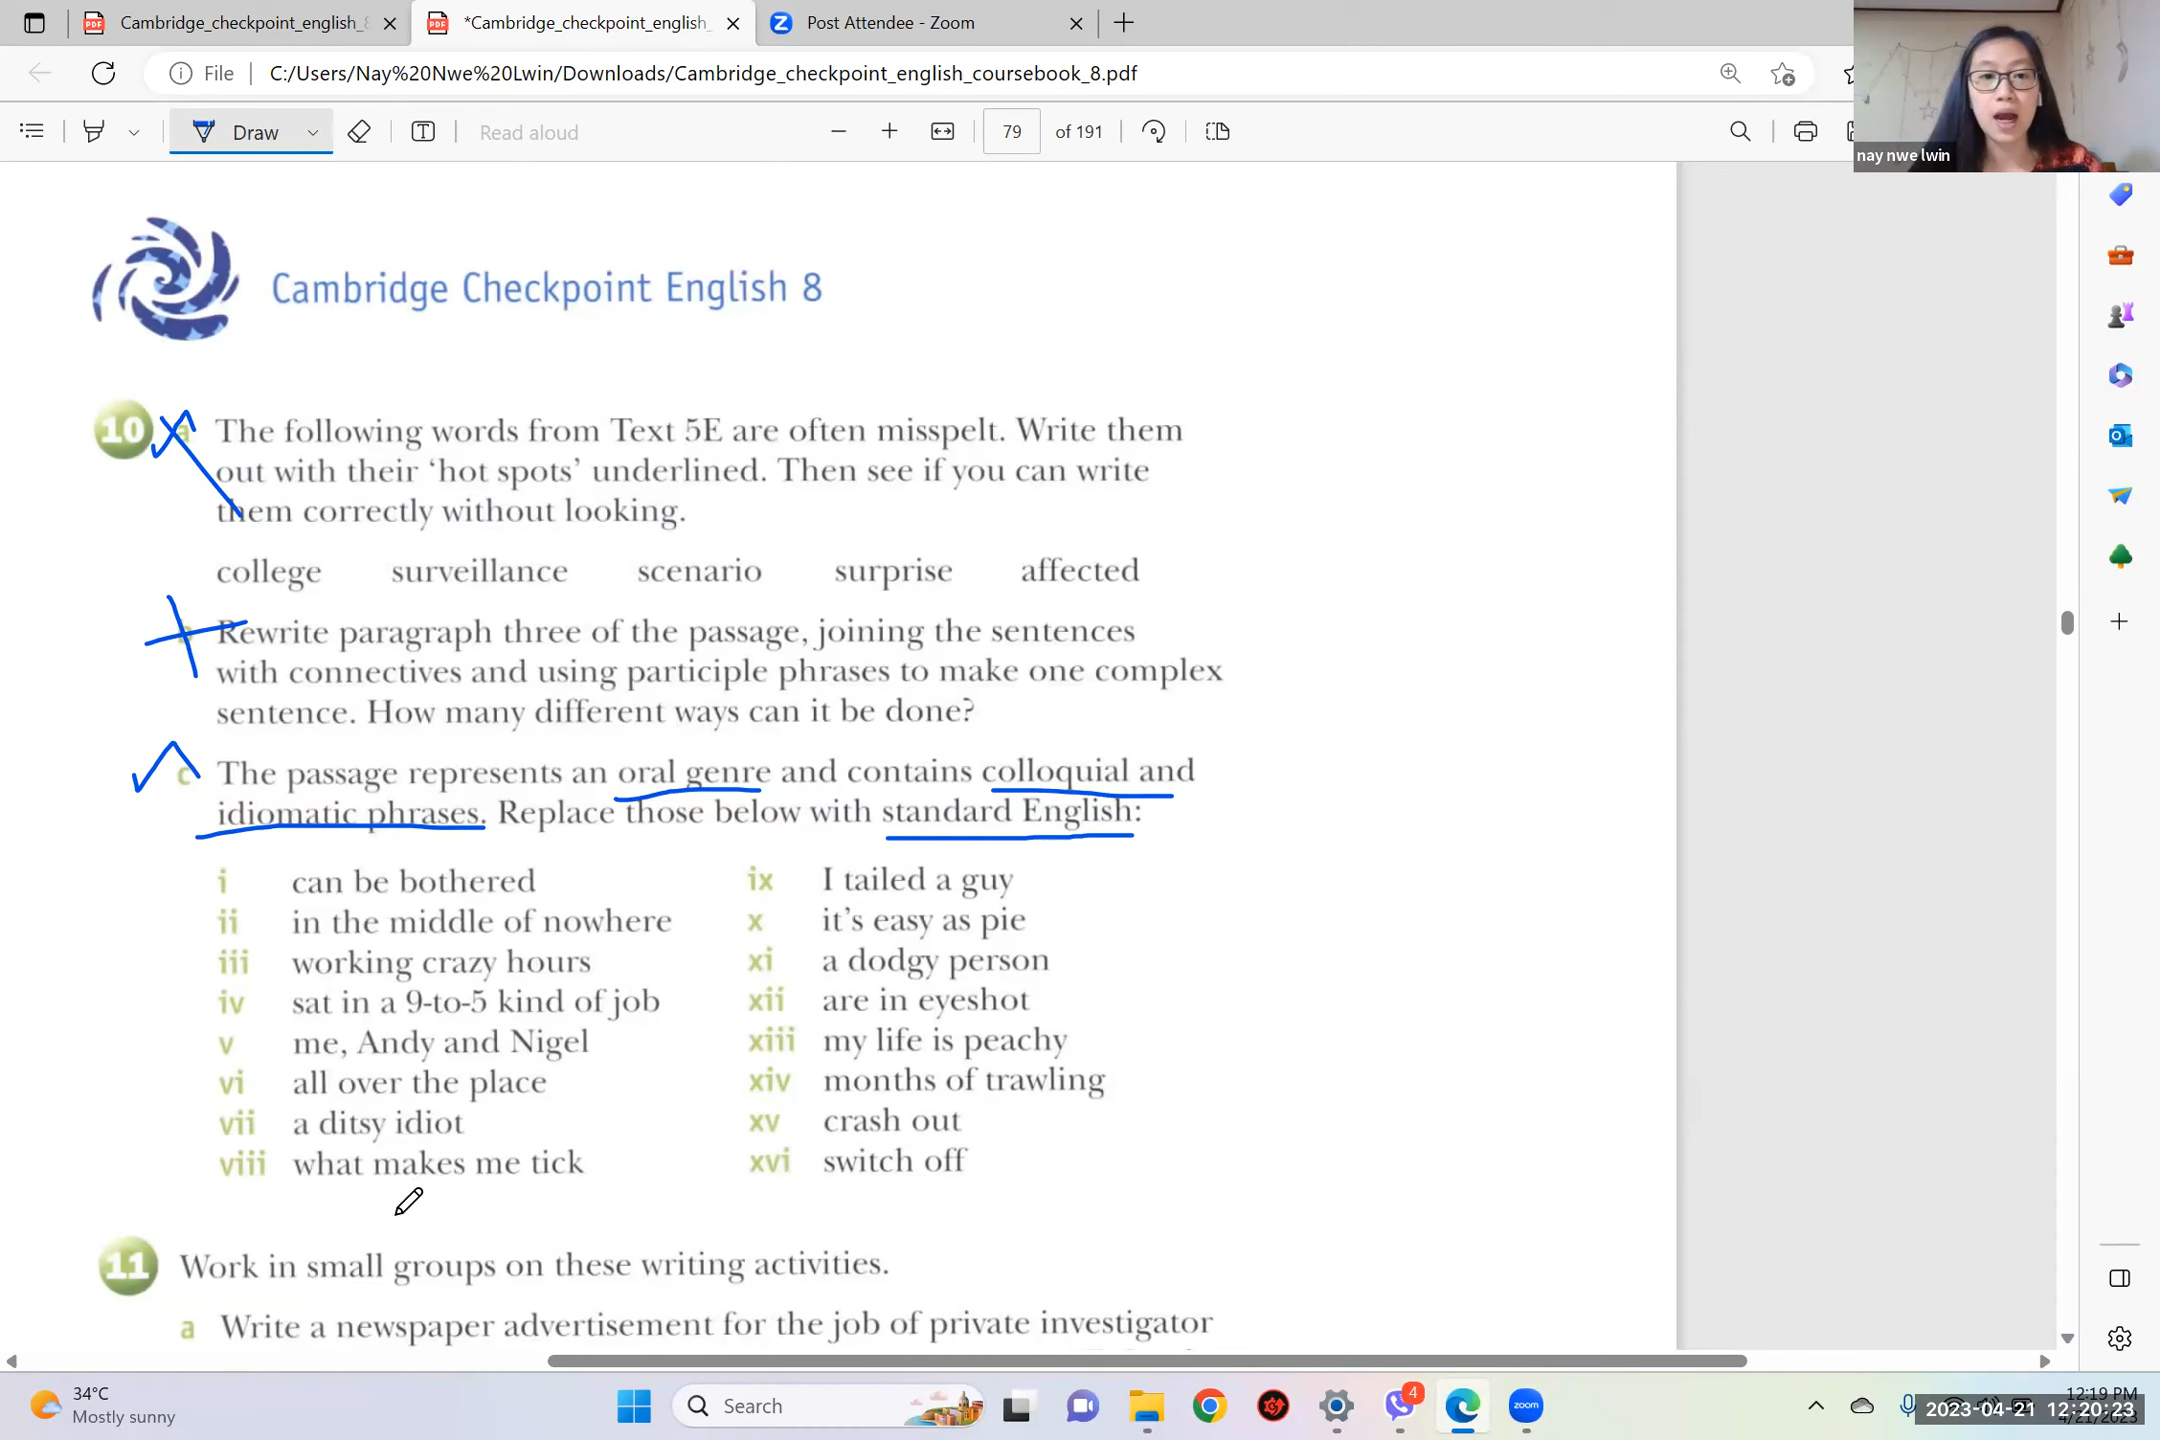 Cambridge_checkpoint_english_8
*Cambridge_checkpoint_english_
Post Attendee - Zoom
File
C:/Users/Nay%20Nwe%20Lwin/Downloads/Cambridge_checkpoint_english_coursebook_8.pdf
Draw
Read aloud
79
of 191
nay nwe lwin
Cambridge Checkpoint English 8
10
The following words from Text 5E are often misspelt. Write them
out with their ‘hot spots’ underlined. Then see if you can write
them correctly without looking.
college surveillance scenario surprise affected
Rewrite paragraph three of the passage, joining the sentences
with connectives and using participle phrases to make one complex
sentence. How many different ways can it be done?
c The passage represents an oral genre and contains colloquial and
idiomatic phrases. Replace those below with standard English:
i can be bothered
ii in the middle of nowhere
iii working crazy hours
iv sat in a 9-to-5 kind of job
v me, Andy and Nigel
vi all over the place
vii a ditsy idiot
viii what makes me tick
ix I tailed a guy
x it’s easy as pie
xi a dodgy person
xii are in eyeshot
xiii my life is peachy
xiv months of trawling
xv crash out
xvi switch off
11 Work in small groups on these writing activities.
a Write a newspaper advertisement for the job of private investigator
34°C
Mostly sunny
Search
4
zoom
12:19 PM
2023-04-21 12:20:23